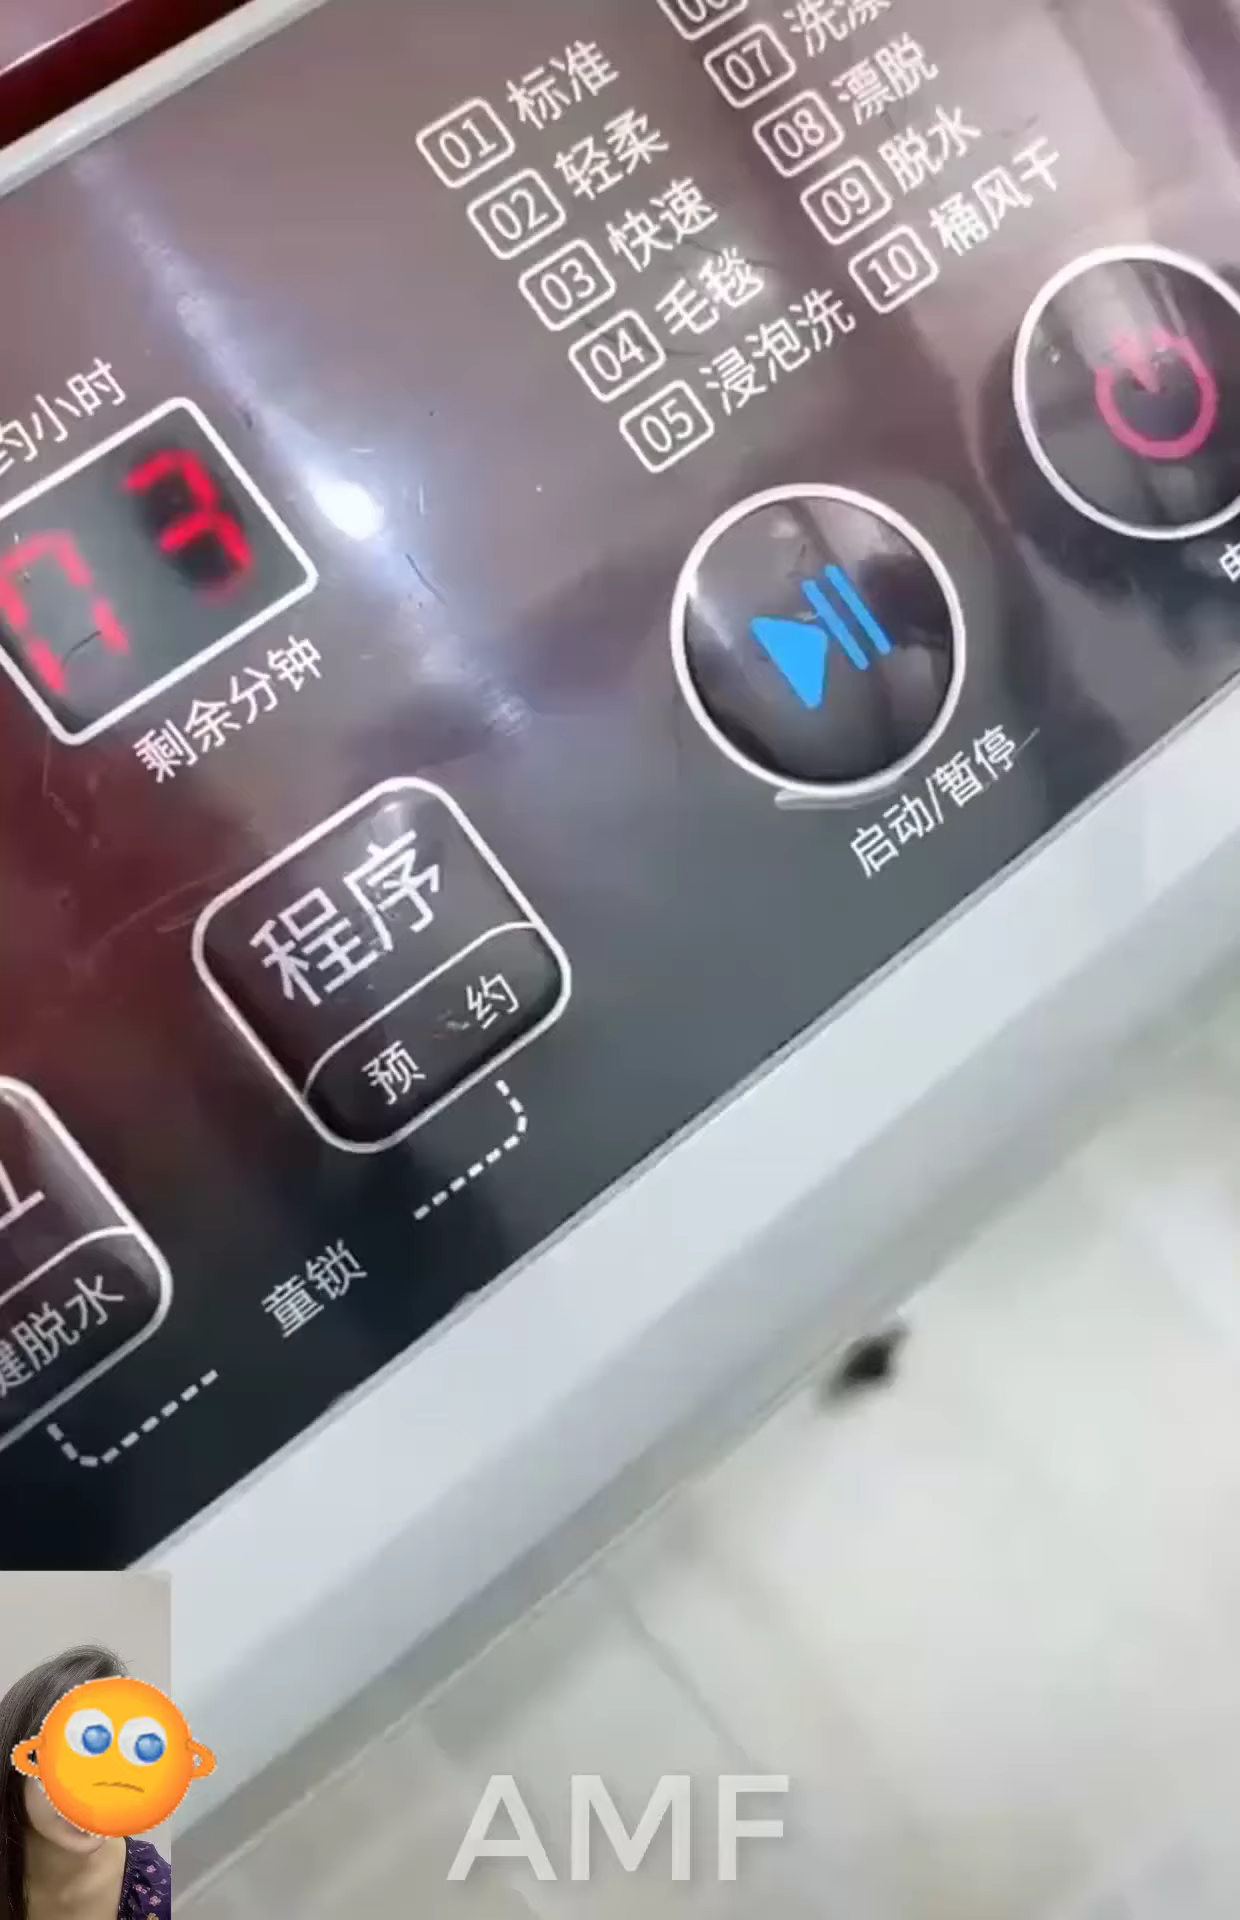 01 标准
02 轻柔
03 快速
04 毛毯
05 浸泡洗
07 洗漂
08 漂脱
09 脱水
10 桶风干
约小时
3
剩余分钟
启动/暂停
程序
预 约
键脱水
童锁
AMF